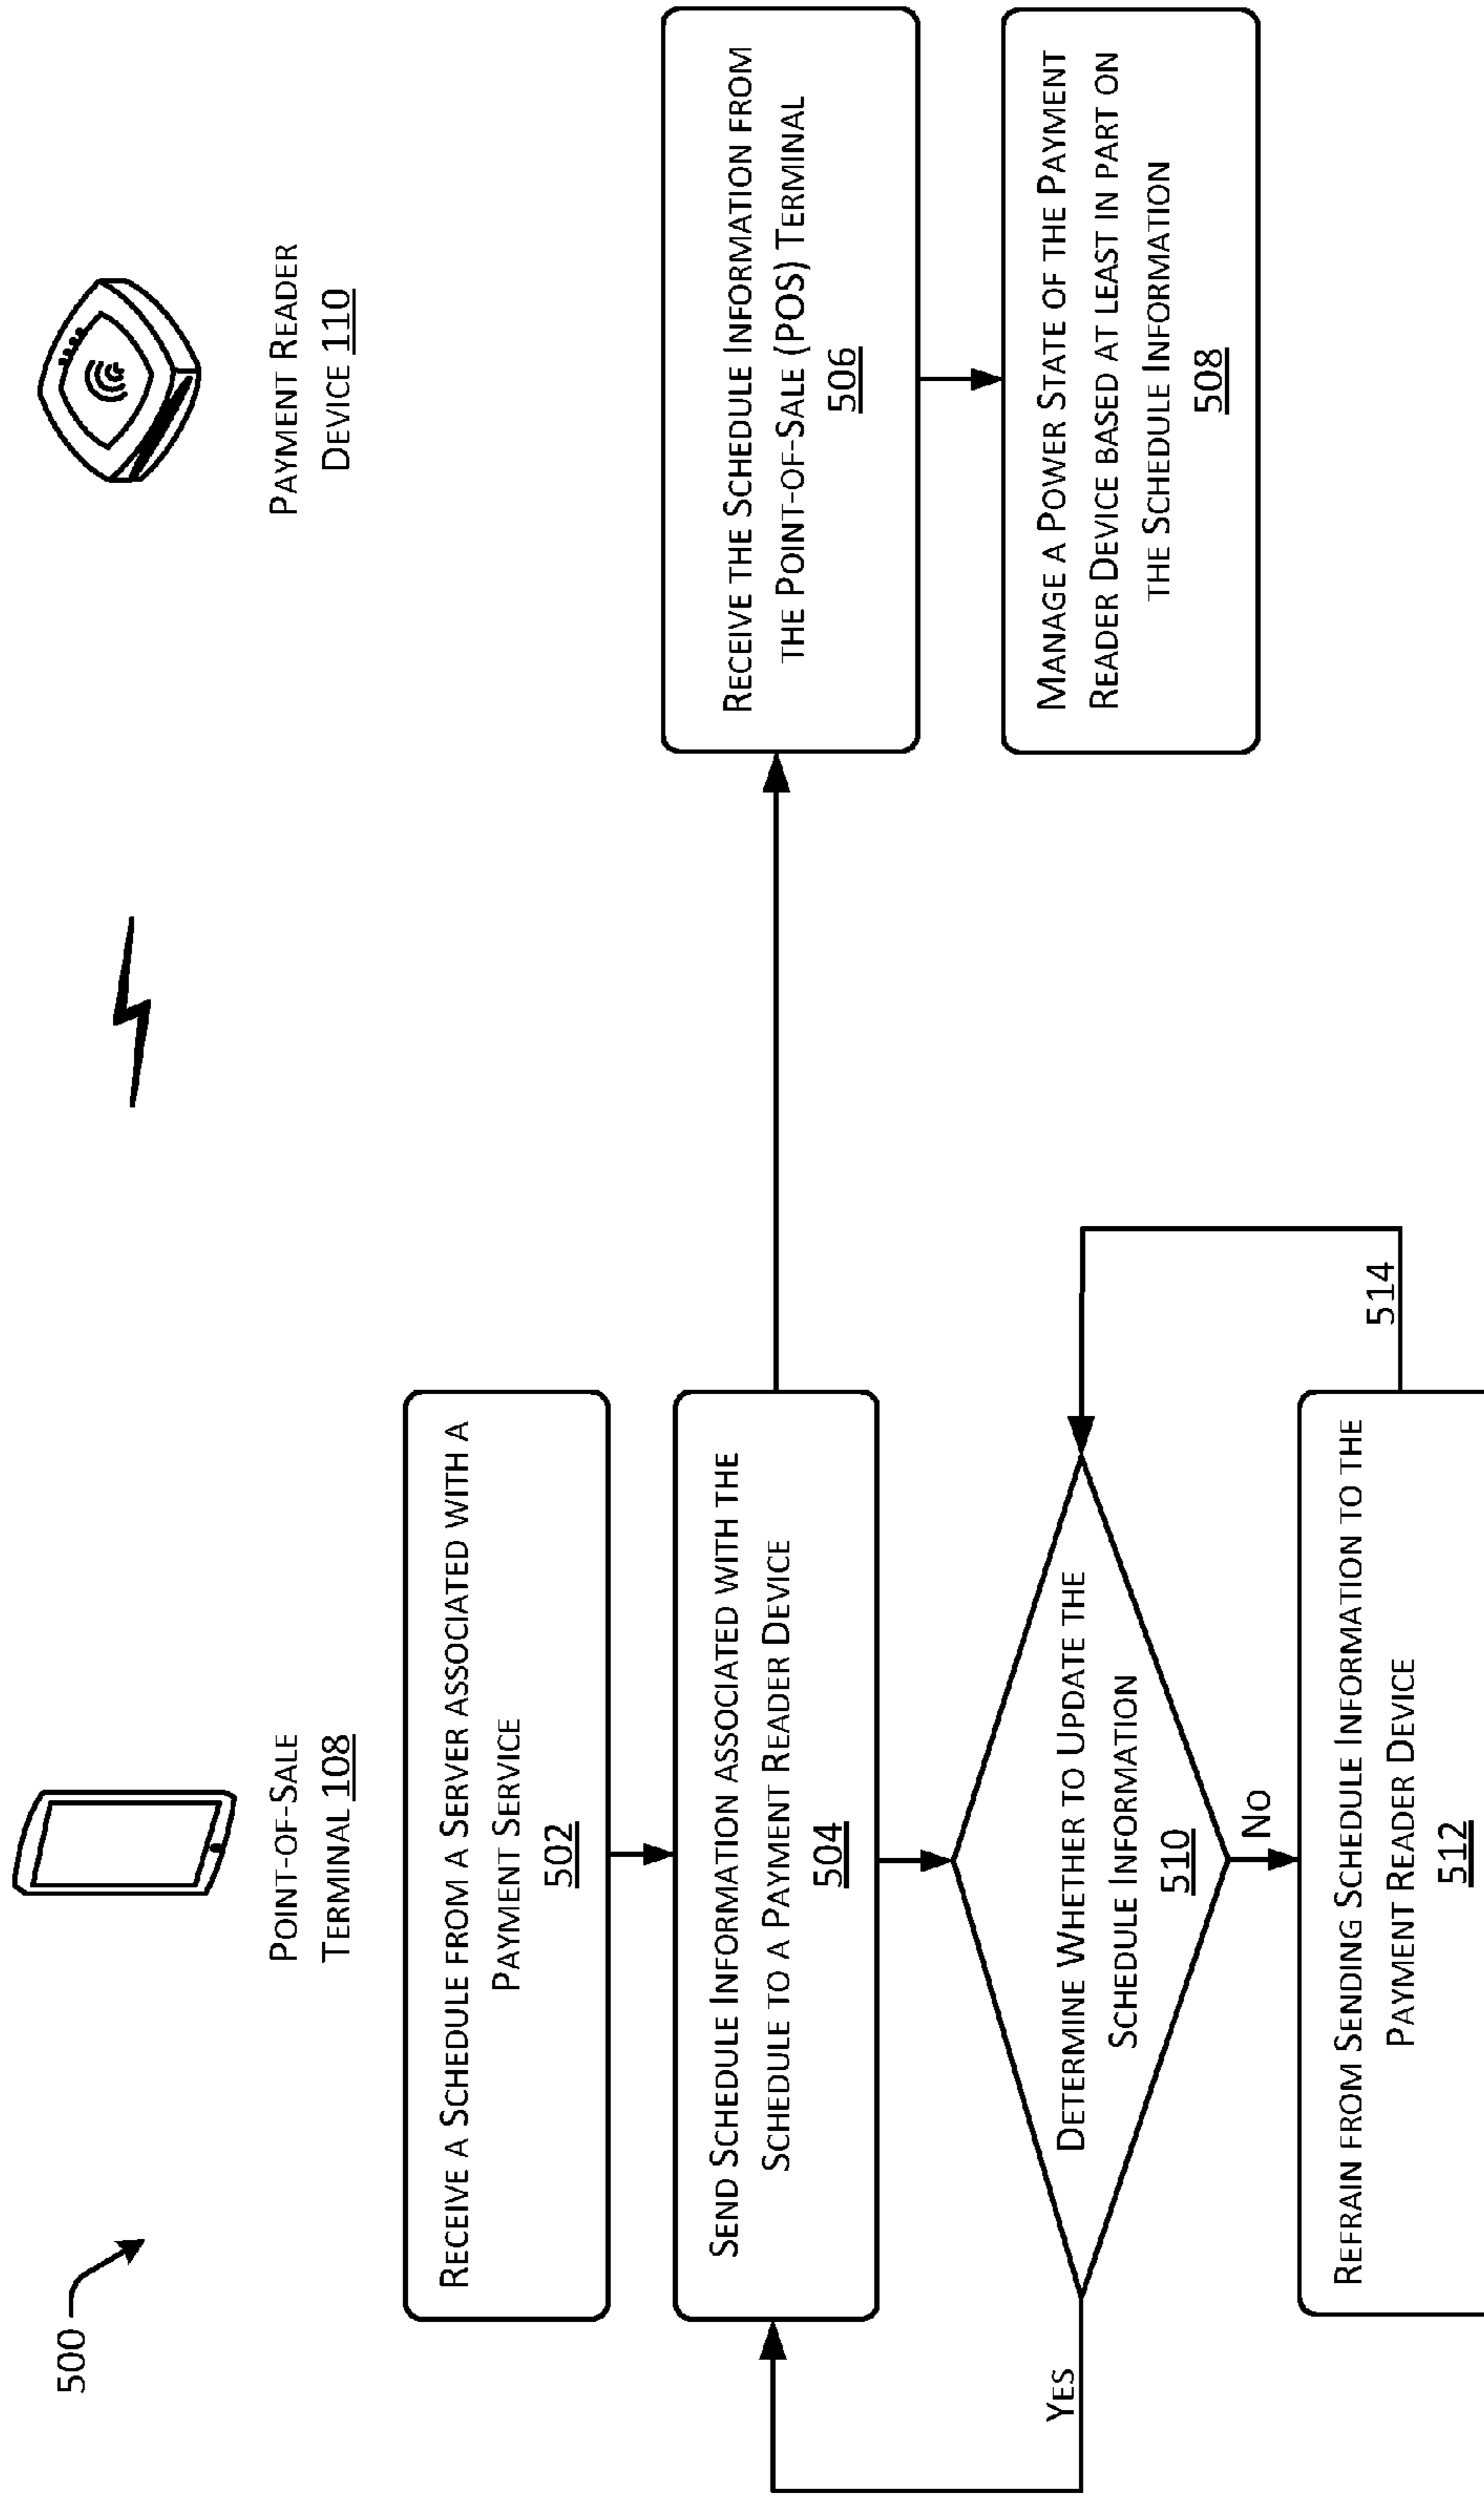 500
Point-of-Sale
Terminal 108
Payment Reader
Device 110
Receive a Schedule from a Server associated with a
Payment Service
502
Send Schedule Information associated with the
Schedule to a Payment Reader Device
504
Receive the Schedule Information from
the Point-of-Sale (POS) Terminal
506
Manage a Power State of the Payment
Reader Device based at least in part on
the Schedule Information
508
Yes
Determine Whether to Update the
Schedule Information
510
No
514
Refrain from Sending Schedule Information to the
Payment Reader Device
512